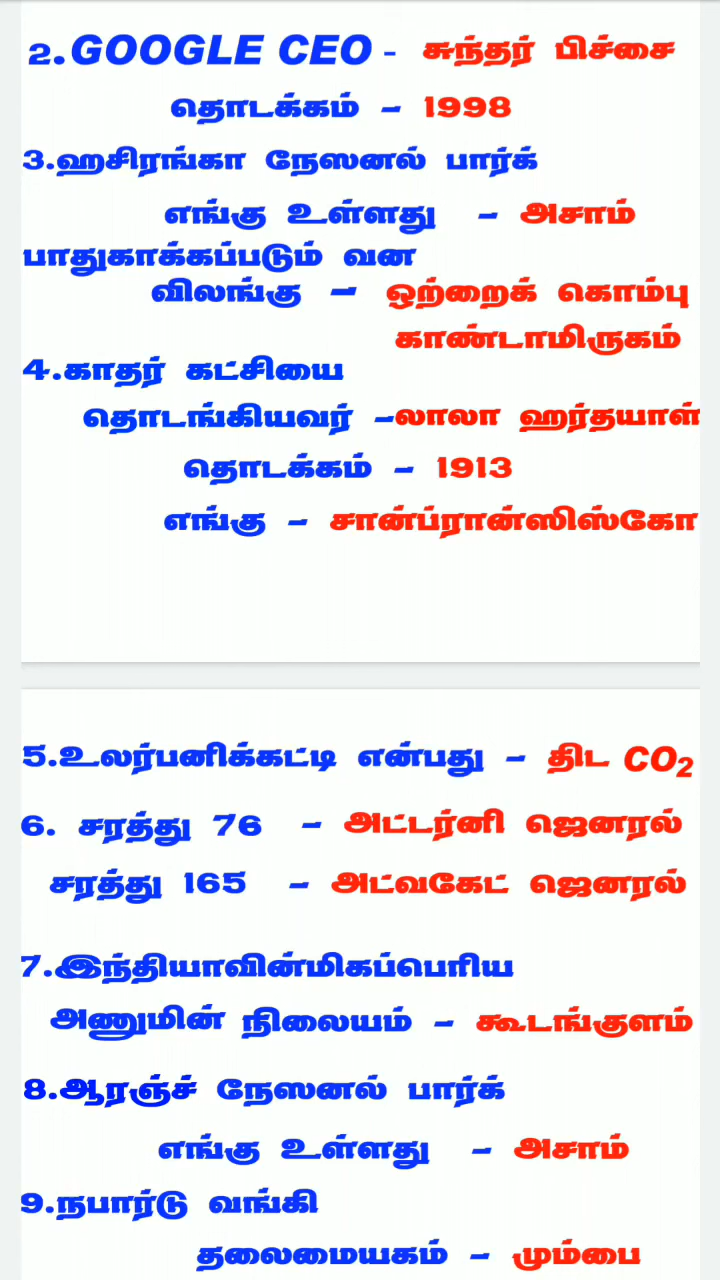 2.GOOGLE CEO - சுந்தர் பிச்சை
தொடக்கம் - 1998
3.ஹசிரங்கா நேஸனல் பார்க்
எங்கு உள்ளது - அசாம்
பாதுகாக்கப்படும் வன
விலங்கு - ஒற்றைக் கொம்பு
காண்டாமிருகம்
4.காதர் கட்சியை
தொடங்கியவர் -லாலா ஹர்தயாள்
தொடக்கம் - 1913
எங்கு - சான்ப்ரான்ஸிஸ்கோ
5.உலர்பனிக்கட்டி என்பது - திட CO₂
6. சரத்து 76 - அட்டர்னி ஜெனரல்
சரத்து 165 - அட்வகேட் ஜெனரல்
7.இந்தியாவின்மிகப்பெரிய
அணுமின் நிலையம் - கூடங்குளம்
8.ஆரஞ்ச் நேஸனல் பார்க்
எங்கு உள்ளது - அசாம்
9.நபார்டு வங்கி
தலைமையகம் - மும்பை